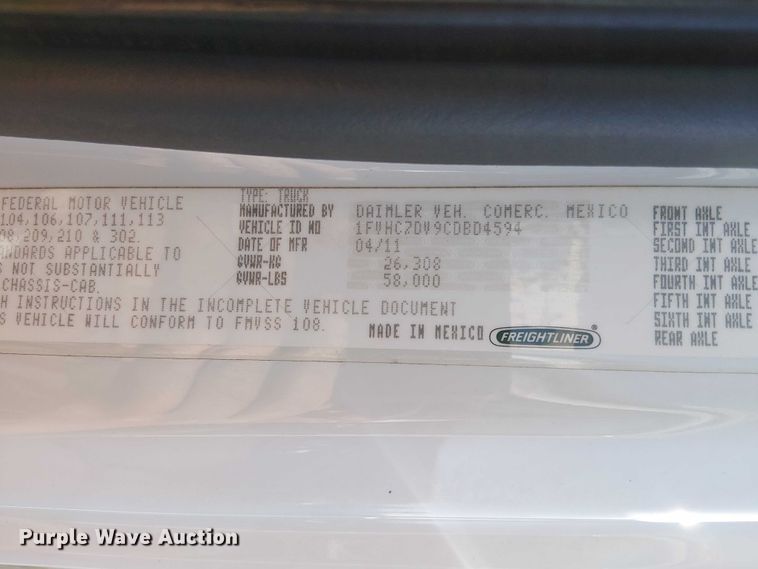 FEDERAL MOTOR VEHICLE
104,106,107,111,113
08,209,210 & 302.
ANDARDS APPLICABLE TO
S NOT SUBSTANTIALLY
CHASSIS-CAB.
H INSTRUCTIONS IN THE INCOMPLETE VEHICLE DOCUMENT
S VEHICLE WILL CONFORM TO FMVSS 108.
TYPE: TRUCK
MANUFACTURED BY DAIMLER VEH. COMERC. MEXICO
VEHICLE ID NO 1FVHC7DV9CDBD4594
DATE OF MFR 04/11
GVWR-KG 26,308
GVWR-LBS 58,000
MADE IN MEXICO FREIGHTLINER®
FRONT AXLE
FIRST INT AXLE
SECOND INT AXLE
THIRD INT AXLE
FOURTH INT AXLE
FIFTH INT AXLE
SIXTH INT AXLE
REAR AXLE
Purple Wave Auction